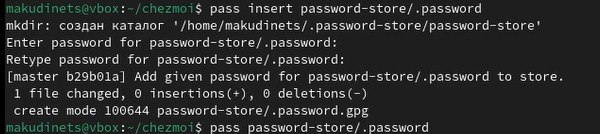 makudinets@vbox:~/chezmoi$ pass insert password-store/.password
mkdir: создан каталог '/home/makudinets/.password-store/password-store'
Enter password for password-store/.password:
Retype password for password-store/.password:
[master b29b01a] Add given password for password-store/.password to store.
 1 file changed, 0 insertions(+), 0 deletions(-)
 create mode 100644 password-store/.password.gpg
makudinets@vbox:~/chezmoi$ pass password-store/.password